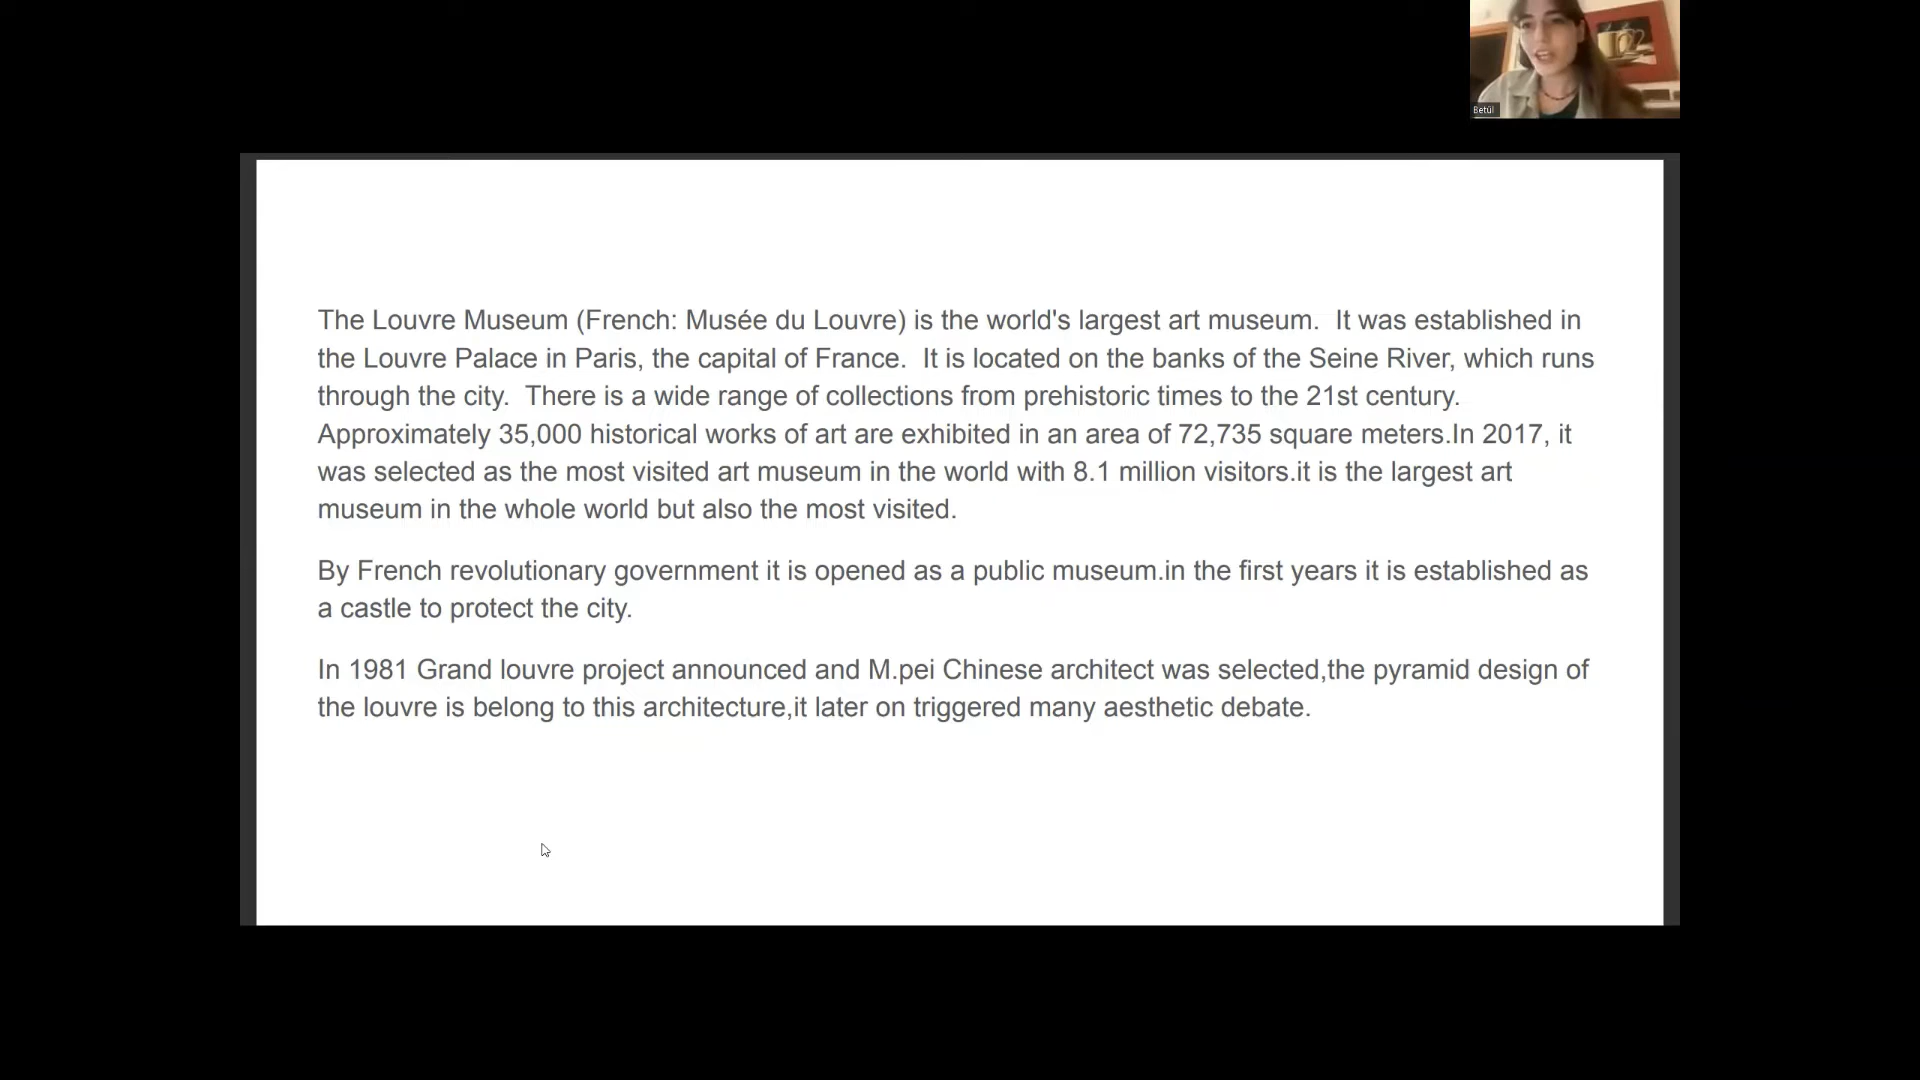 Betül
The Louvre Museum (French: Musée du Louvre) is the world's largest art museum.  It was established in
the Louvre Palace in Paris, the capital of France.  It is located on the banks of the Seine River, which runs
through the city.  There is a wide range of collections from prehistoric times to the 21st century.
Approximately 35,000 historical works of art are exhibited in an area of 72,735 square meters.In 2017, it
was selected as the most visited art museum in the world with 8.1 million visitors.it is the largest art
museum in the whole world but also the most visited.
By French revolutionary government it is opened as a public museum.in the first years it is established as
a castle to protect the city.
In 1981 Grand louvre project announced and M.pei Chinese architect was selected,the pyramid design of
the louvre is belong to this architecture,it later on triggered many aesthetic debate.